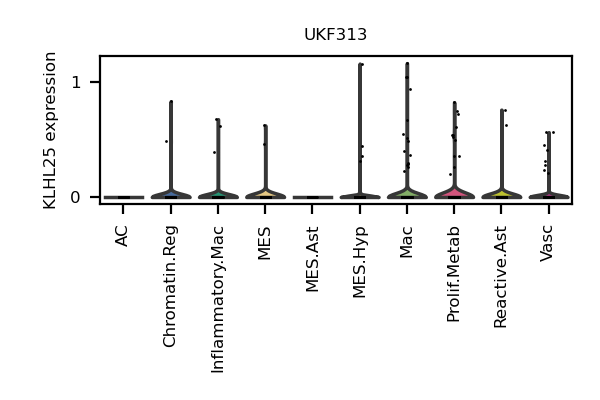 UKF313
KLHL25 expression
1
0
AC
Chromatin.Reg
Inflammatory.Mac
MES
MES.Ast
MES.Hyp
Mac
Prolif.Metab
Reactive.Ast
Vasc